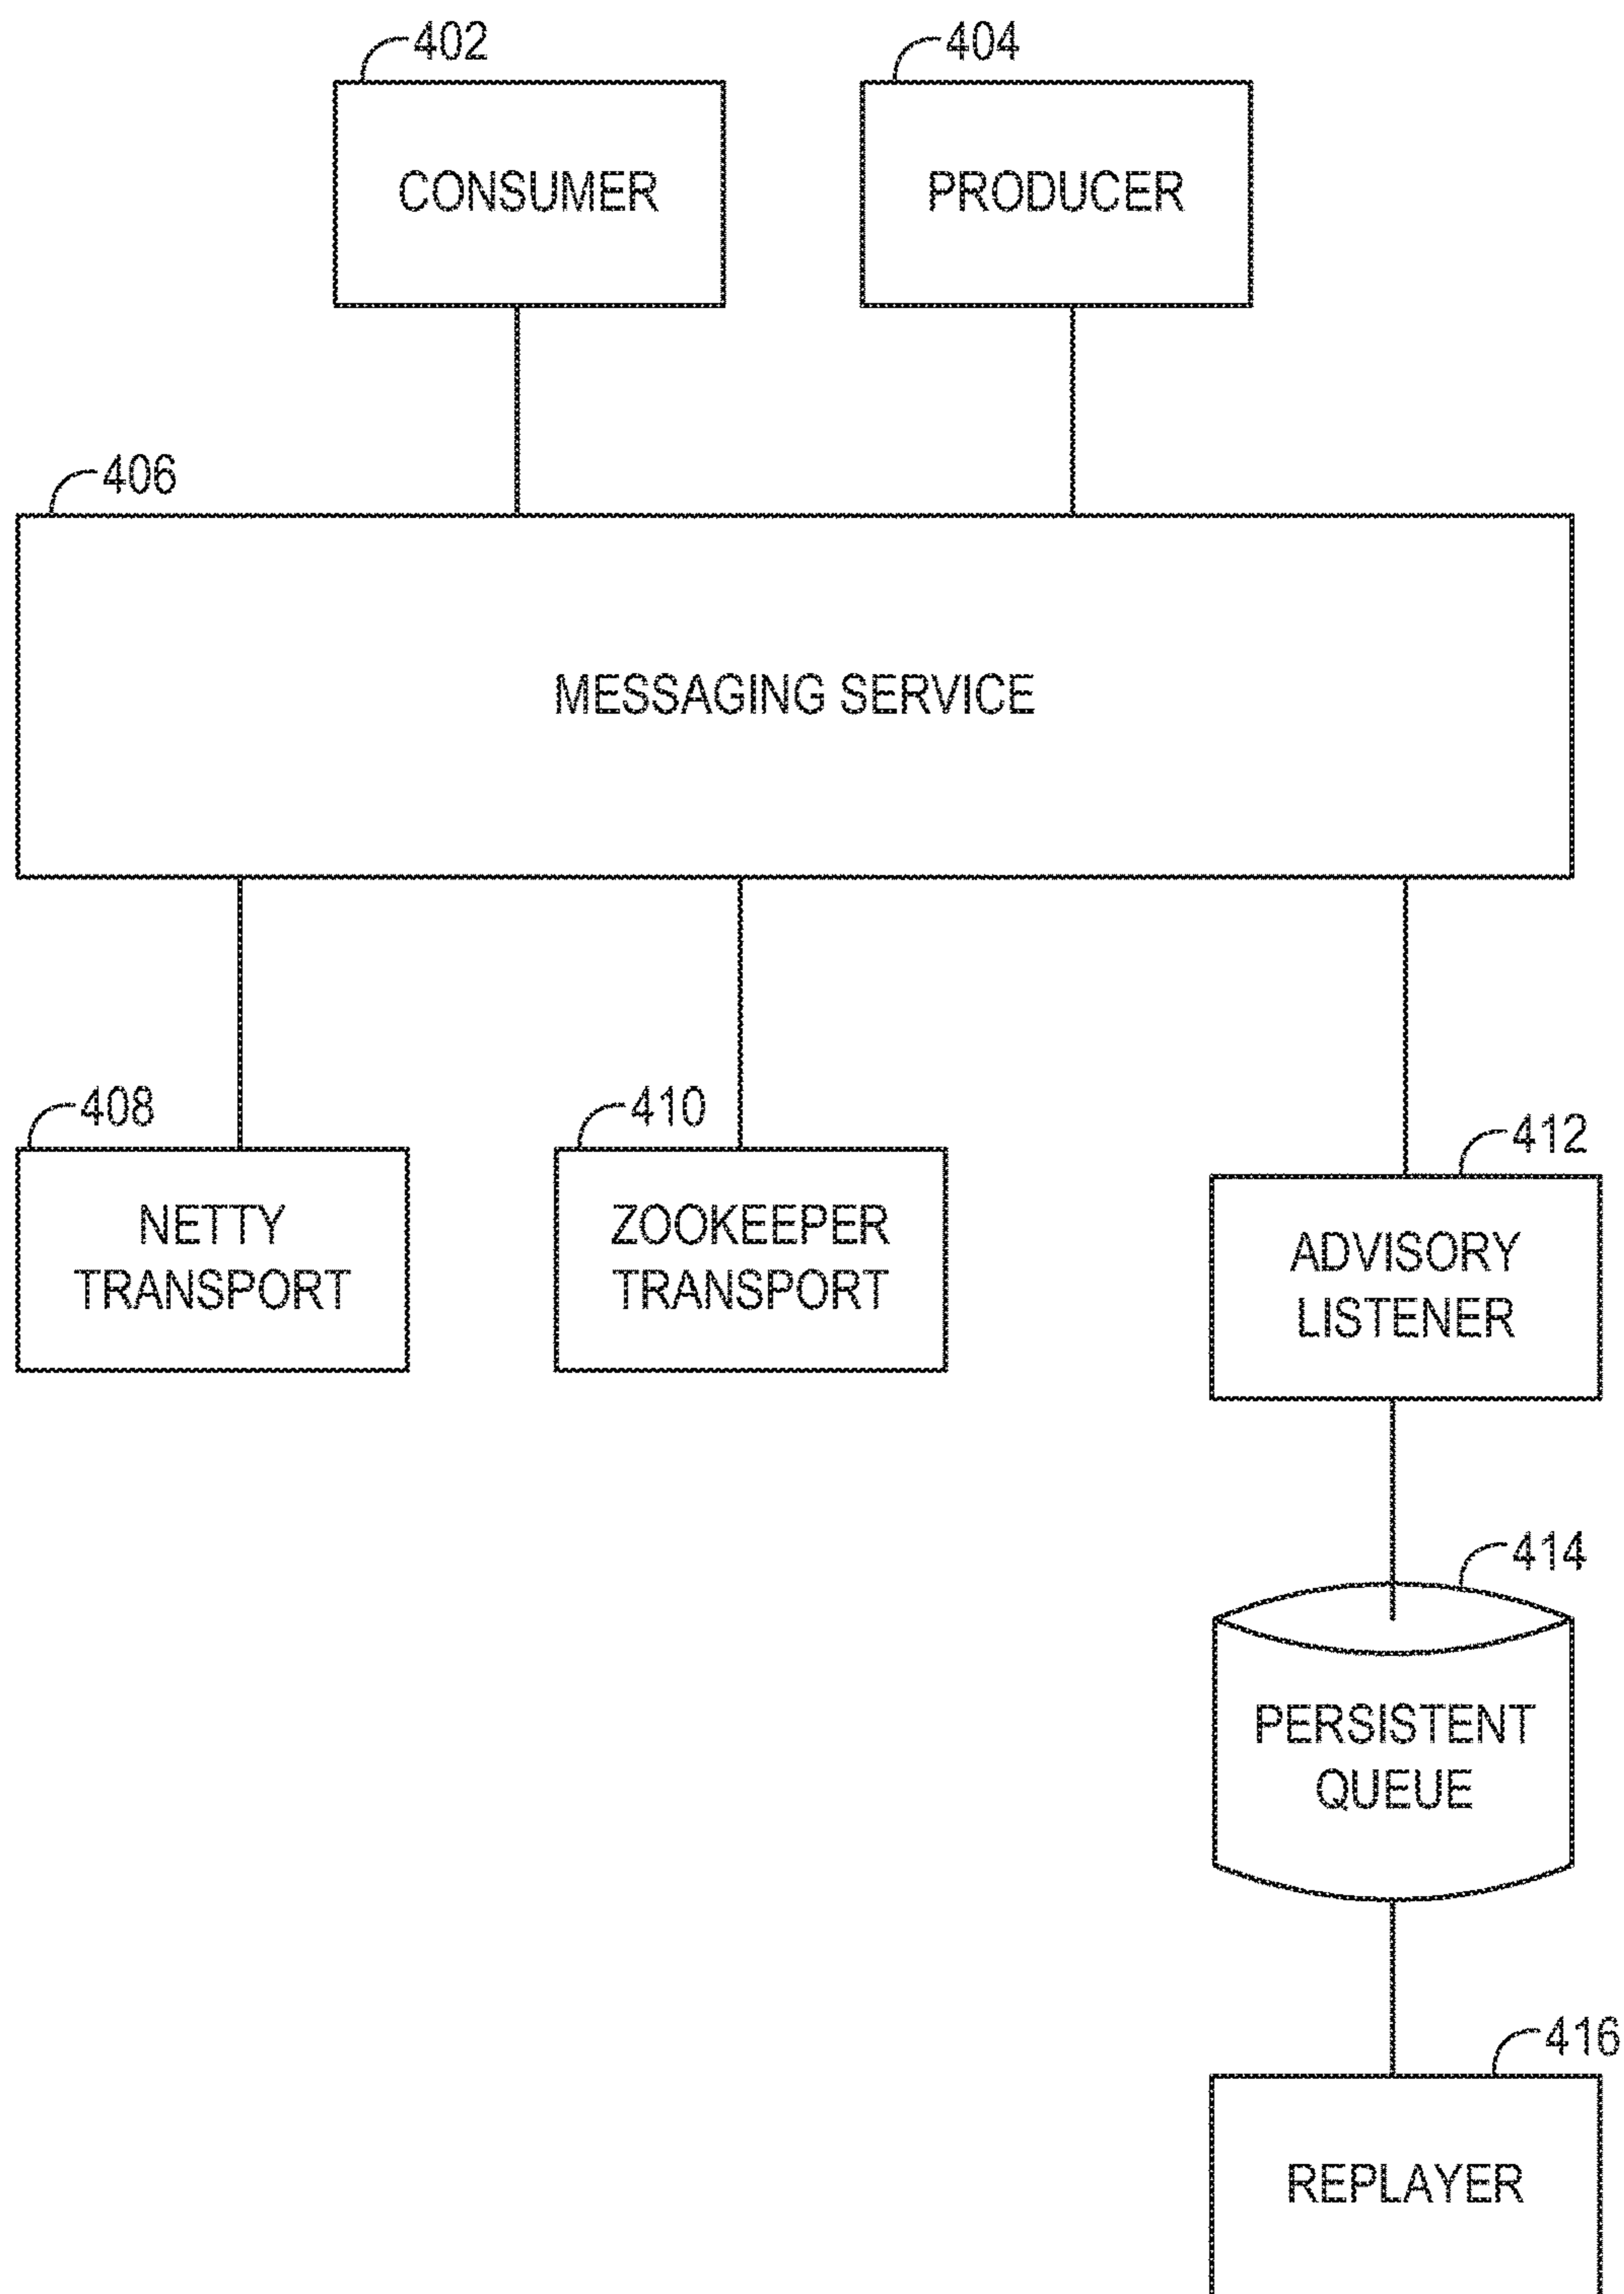 402
404
CONSUMER
PRODUCER
406
MESSAGING SERVICE
408
410
412
NETTY
TRANSPORT
ZOOKEEPER
TRANSPORT
ADVISORY
LISTENER
414
PERSISTENT
QUEUE
416
REPLAYER